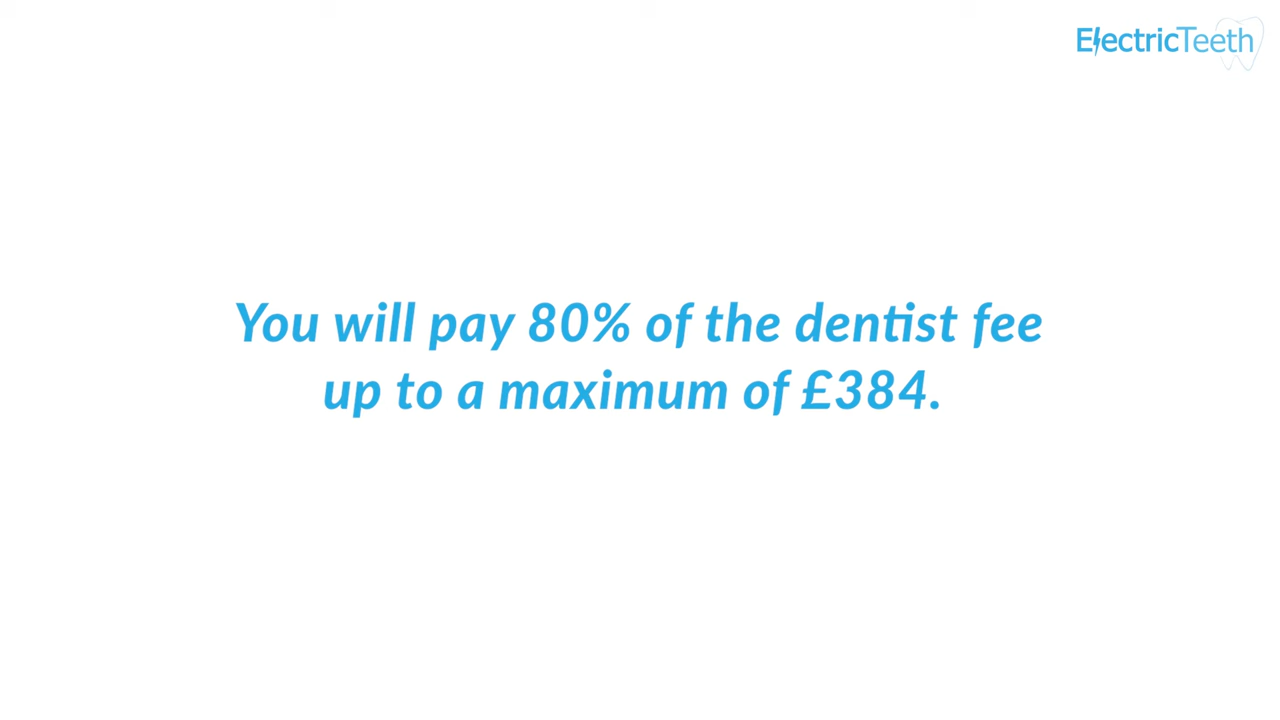 ElectricTeeth
You will pay 80% of the dentist fee
up to a maximum of £384.